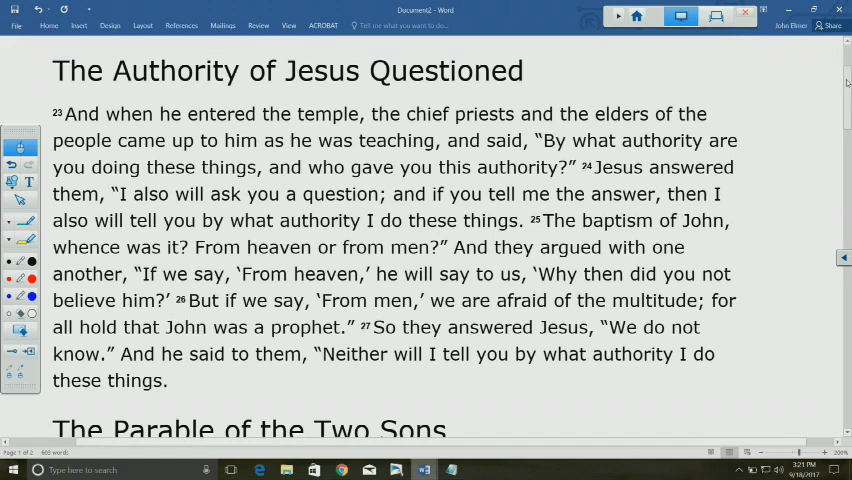 Document2 - Word
File Home Insert Design Layout References Mailings Review View ACROBAT Tell me what you want to do... John Elmer Share
The Authority of Jesus Questioned
23 And when he entered the temple, the chief priests and the elders of the
people came up to him as he was teaching, and said, “By what authority are
you doing these things, and who gave you this authority?” 24 Jesus answered
them, “I also will ask you a question; and if you tell me the answer, then I
also will tell you by what authority I do these things. 25 The baptism of John,
whence was it? From heaven or from men?” And they argued with one
another, “If we say, ‘From heaven,’ he will say to us, ‘Why then did you not
believe him?’ 26 But if we say, ‘From men,’ we are afraid of the multitude; for
all hold that John was a prophet.” 27 So they answered Jesus, “We do not
know.” And he said to them, “Neither will I tell you by what authority I do
these things.
The Parable of the Two Sons
Page 1 of 2 603 words 200%
Type here to search 3:21 PM
9/18/2017